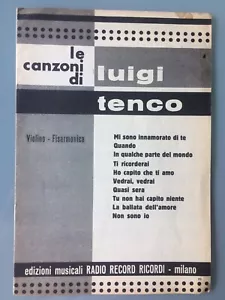 le
canzoni
di
luigi
tenco
Violino - Fisarmonica
Mi sono innamorato di te
Quando
In qualche parte del mondo
Ti ricorderai
Ho capito che ti amo
Vedrai, vedrai
Quasi sera
Tu non hai capito niente
La ballata dell'amore
Non sono io
edizioni musicali RADIO RECORD RICORDI - milano